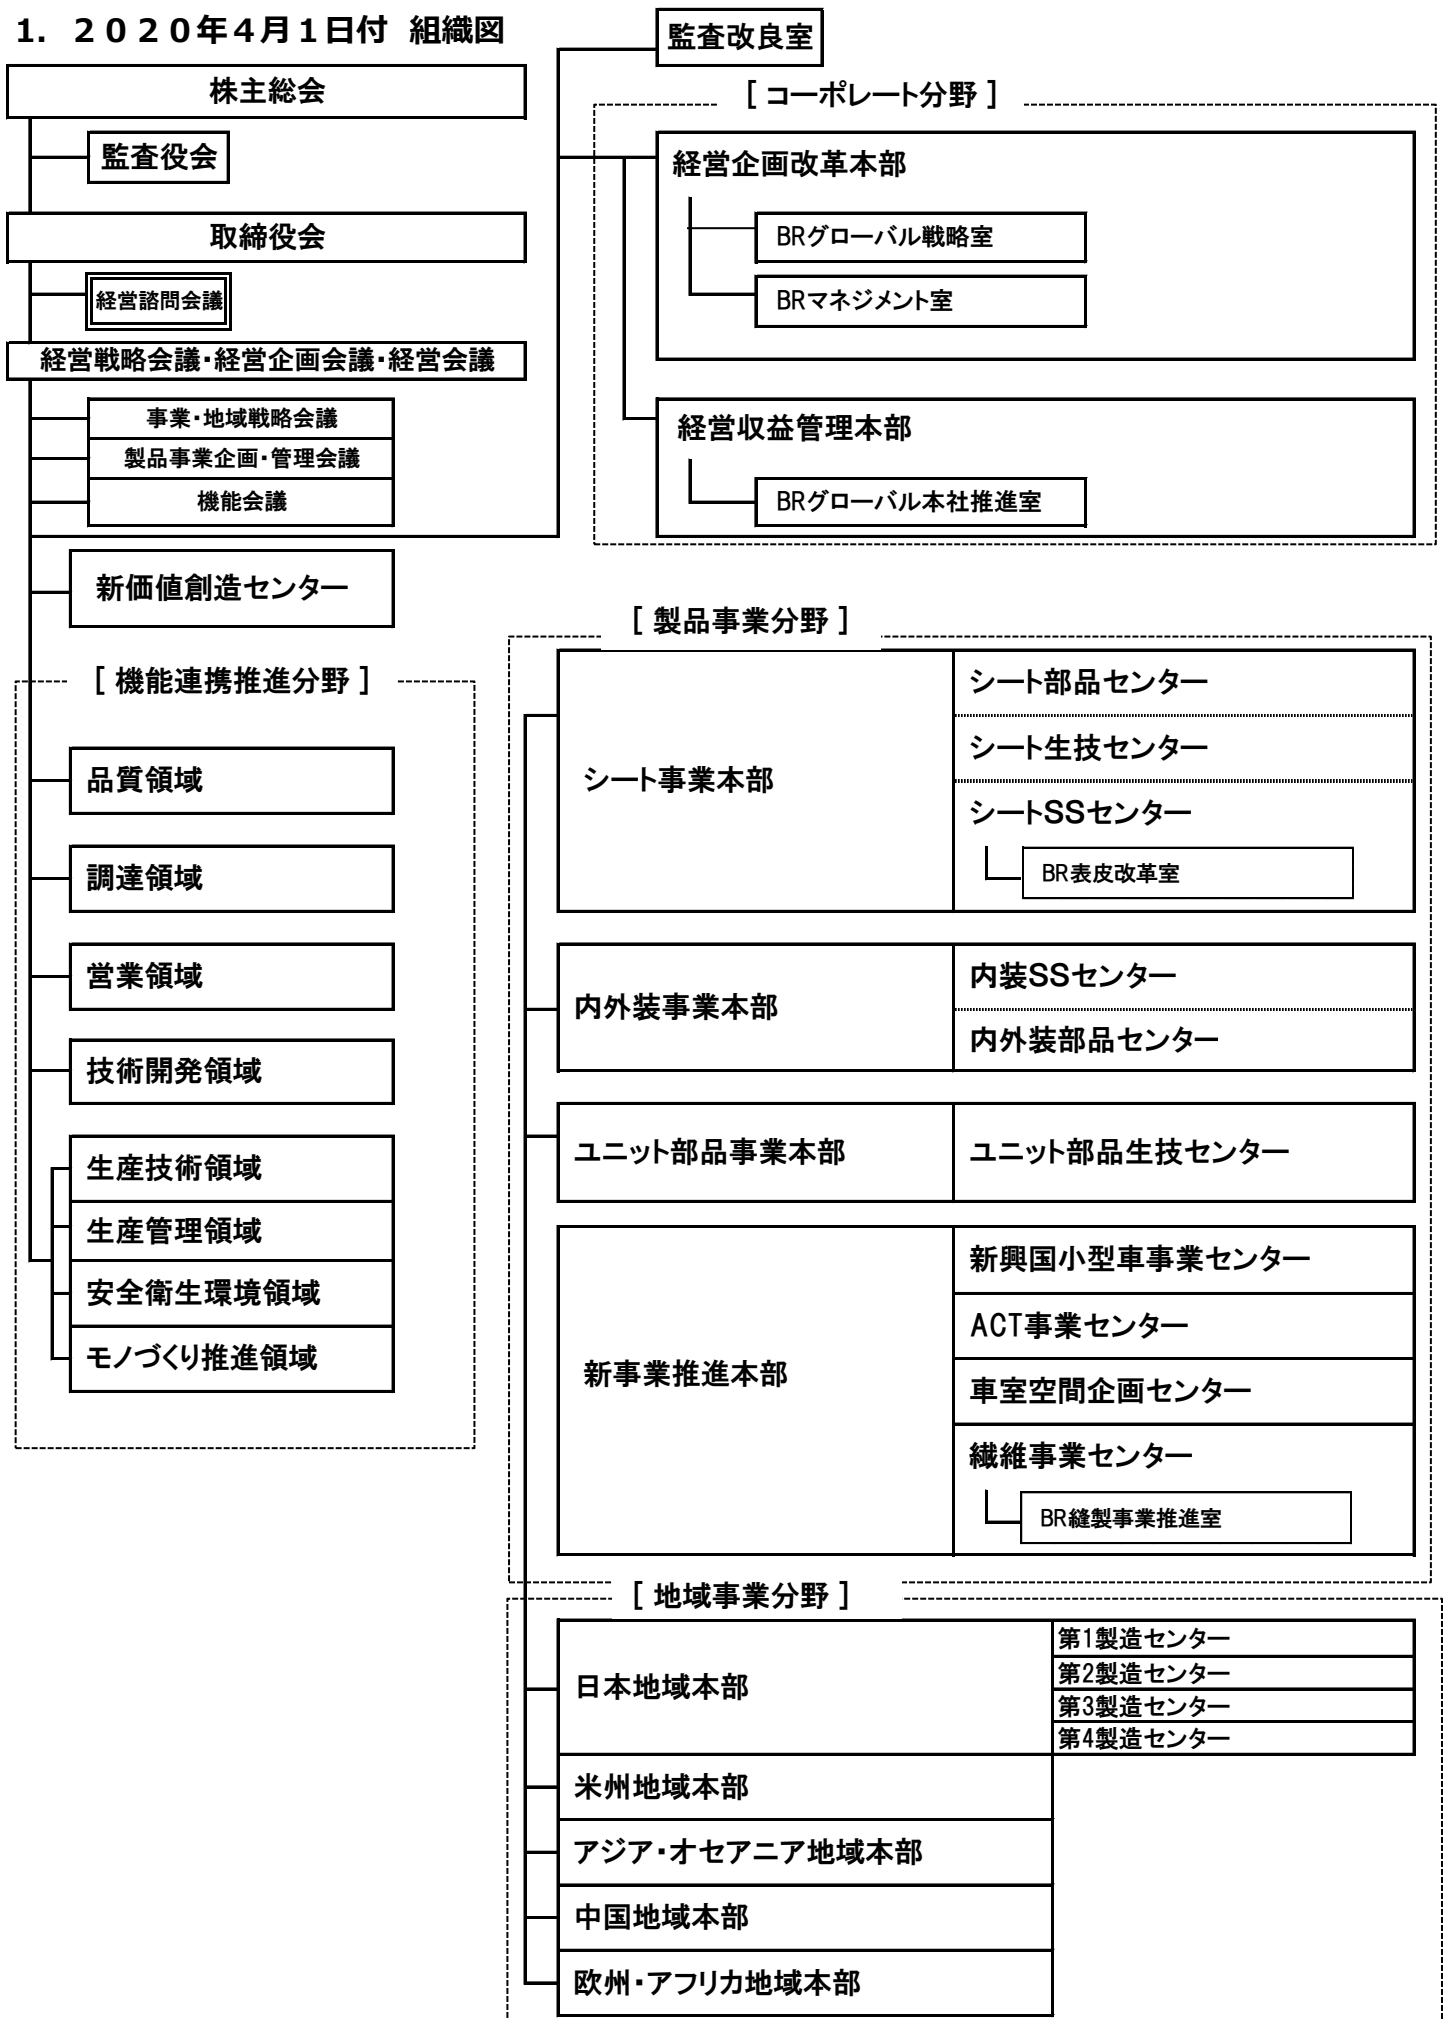 1. ２０２０年４月１日付 組織図
株主総会
監査役会
取締役会
経営諮問会議
経営戦略会議・経営企画会議・経営会議
事業・地域戦略会議
製品事業企画・管理会議
機能会議
新価値創造センター
監査改良室
[ コーポレート分野 ]
経営企画改革本部
BRグローバル戦略室
BRマネジメント室
経営収益管理本部
BRグローバル本社推進室
[ 機能連携推進分野 ]
品質領域
調達領域
営業領域
技術開発領域
生産技術領域
生産管理領域
安全衛生環境領域
モノづくり推進領域
[ 製品事業分野 ]
シート事業本部
シート部品センター
シート生技センター
シートSSセンター
BR表皮改革室
内外装事業本部
内装SSセンター
内外装部品センター
ユニット部品事業本部
ユニット部品生技センター
新事業推進本部
新興国小型車事業センター
ACT事業センター
車室空間企画センター
繊維事業センター
BR縫製事業推進室
[ 地域事業分野 ]
日本地域本部
第1製造センター
第2製造センター
第3製造センター
第4製造センター
米州地域本部
アジア・オセアニア地域本部
中国地域本部
欧州・アフリカ地域本部